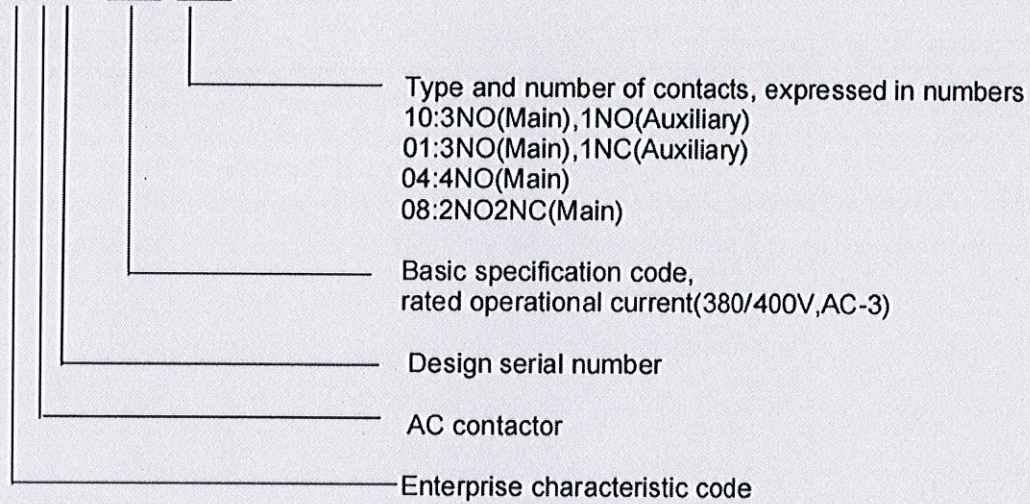 Type and number of contacts, expressed in numbers
10:3NO(Main),1NO(Auxiliary)
01:3NO(Main),1NC(Auxiliary)
04:4NO(Main)
08:2NO2NC(Main)
Basic specification code,
rated operational current(380/400V,AC-3)
Design serial number
AC contactor
Enterprise characteristic code